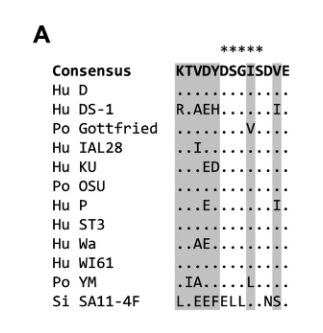 A
*****
Consensus KTVDYDSGISDVE
Hu D .............
Hu DS-1 R.AEH......I.
Po Gottfried ........V....
Hu IAL28 ..I..........
Hu KU ...ED........
Po OSU .............
Hu P ...E.......I.
Hu ST3 .............
Hu Wa ..AE.........
Hu WI61 .............
Po YM .IA.....L....
Si SA11-4F L.EEFELL..NS.